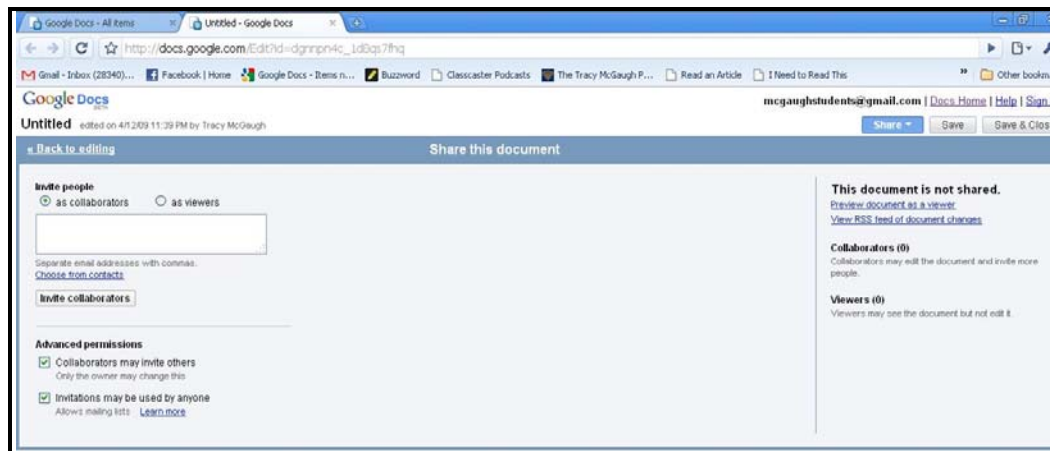 Google Docs - All items
Untitled - Google Docs
http://docs.google.com/Edit?id=dgnnpn4c_1d8qs7fhq
Gmail - Inbox (28340)... Facebook | Home Google Docs - Items n... Buzzword Classcaster Podcasts The Tracy McGaugh P... Read an Article I Need to Read This » Other bookm
Google Docs
BETA
mcgaughstudents@gmail.com | Docs Home | Help | Sign
Untitled edited on 4/12/09 11:39 PM by Tracy McGaugh
Share Save Save & Clos
« Back to editing Share this document
Invite people
as collaborators as viewers
Separate email addresses with commas.
Choose from contacts
Invite collaborators
Advanced permissions
Collaborators may invite others
Only the owner may change this
Invitations may be used by anyone
Allows mailing lists Learn more
This document is not shared.
Preview document as a viewer
View RSS feed of document changes
Collaborators (0)
Collaborators may edit the document and invite more
people.
Viewers (0)
Viewers may see the document but not edit it.